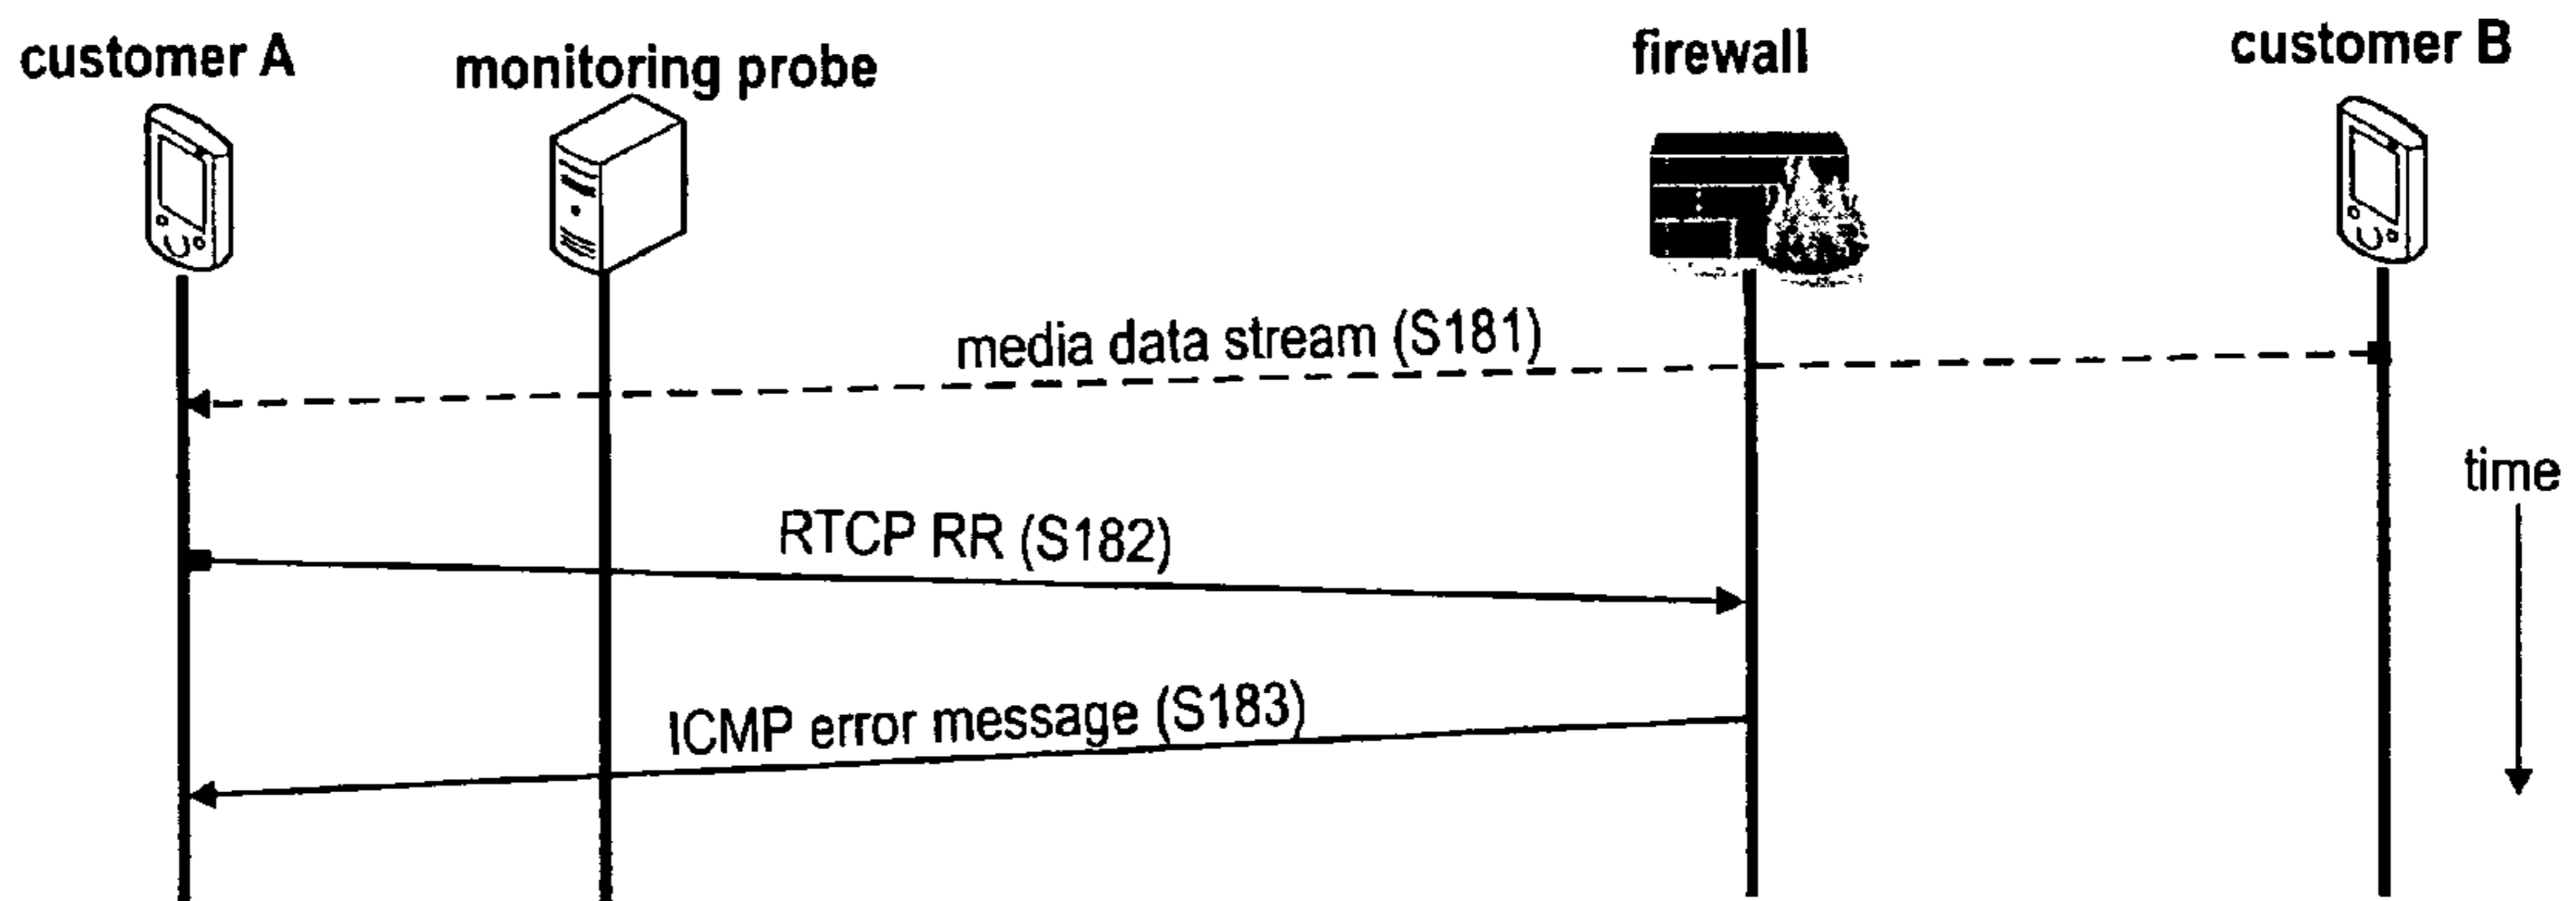 customer A
monitoring probe
firewall
customer B
media data stream (S181)
time
RTCP RR (S182)
ICMP error message (S183)